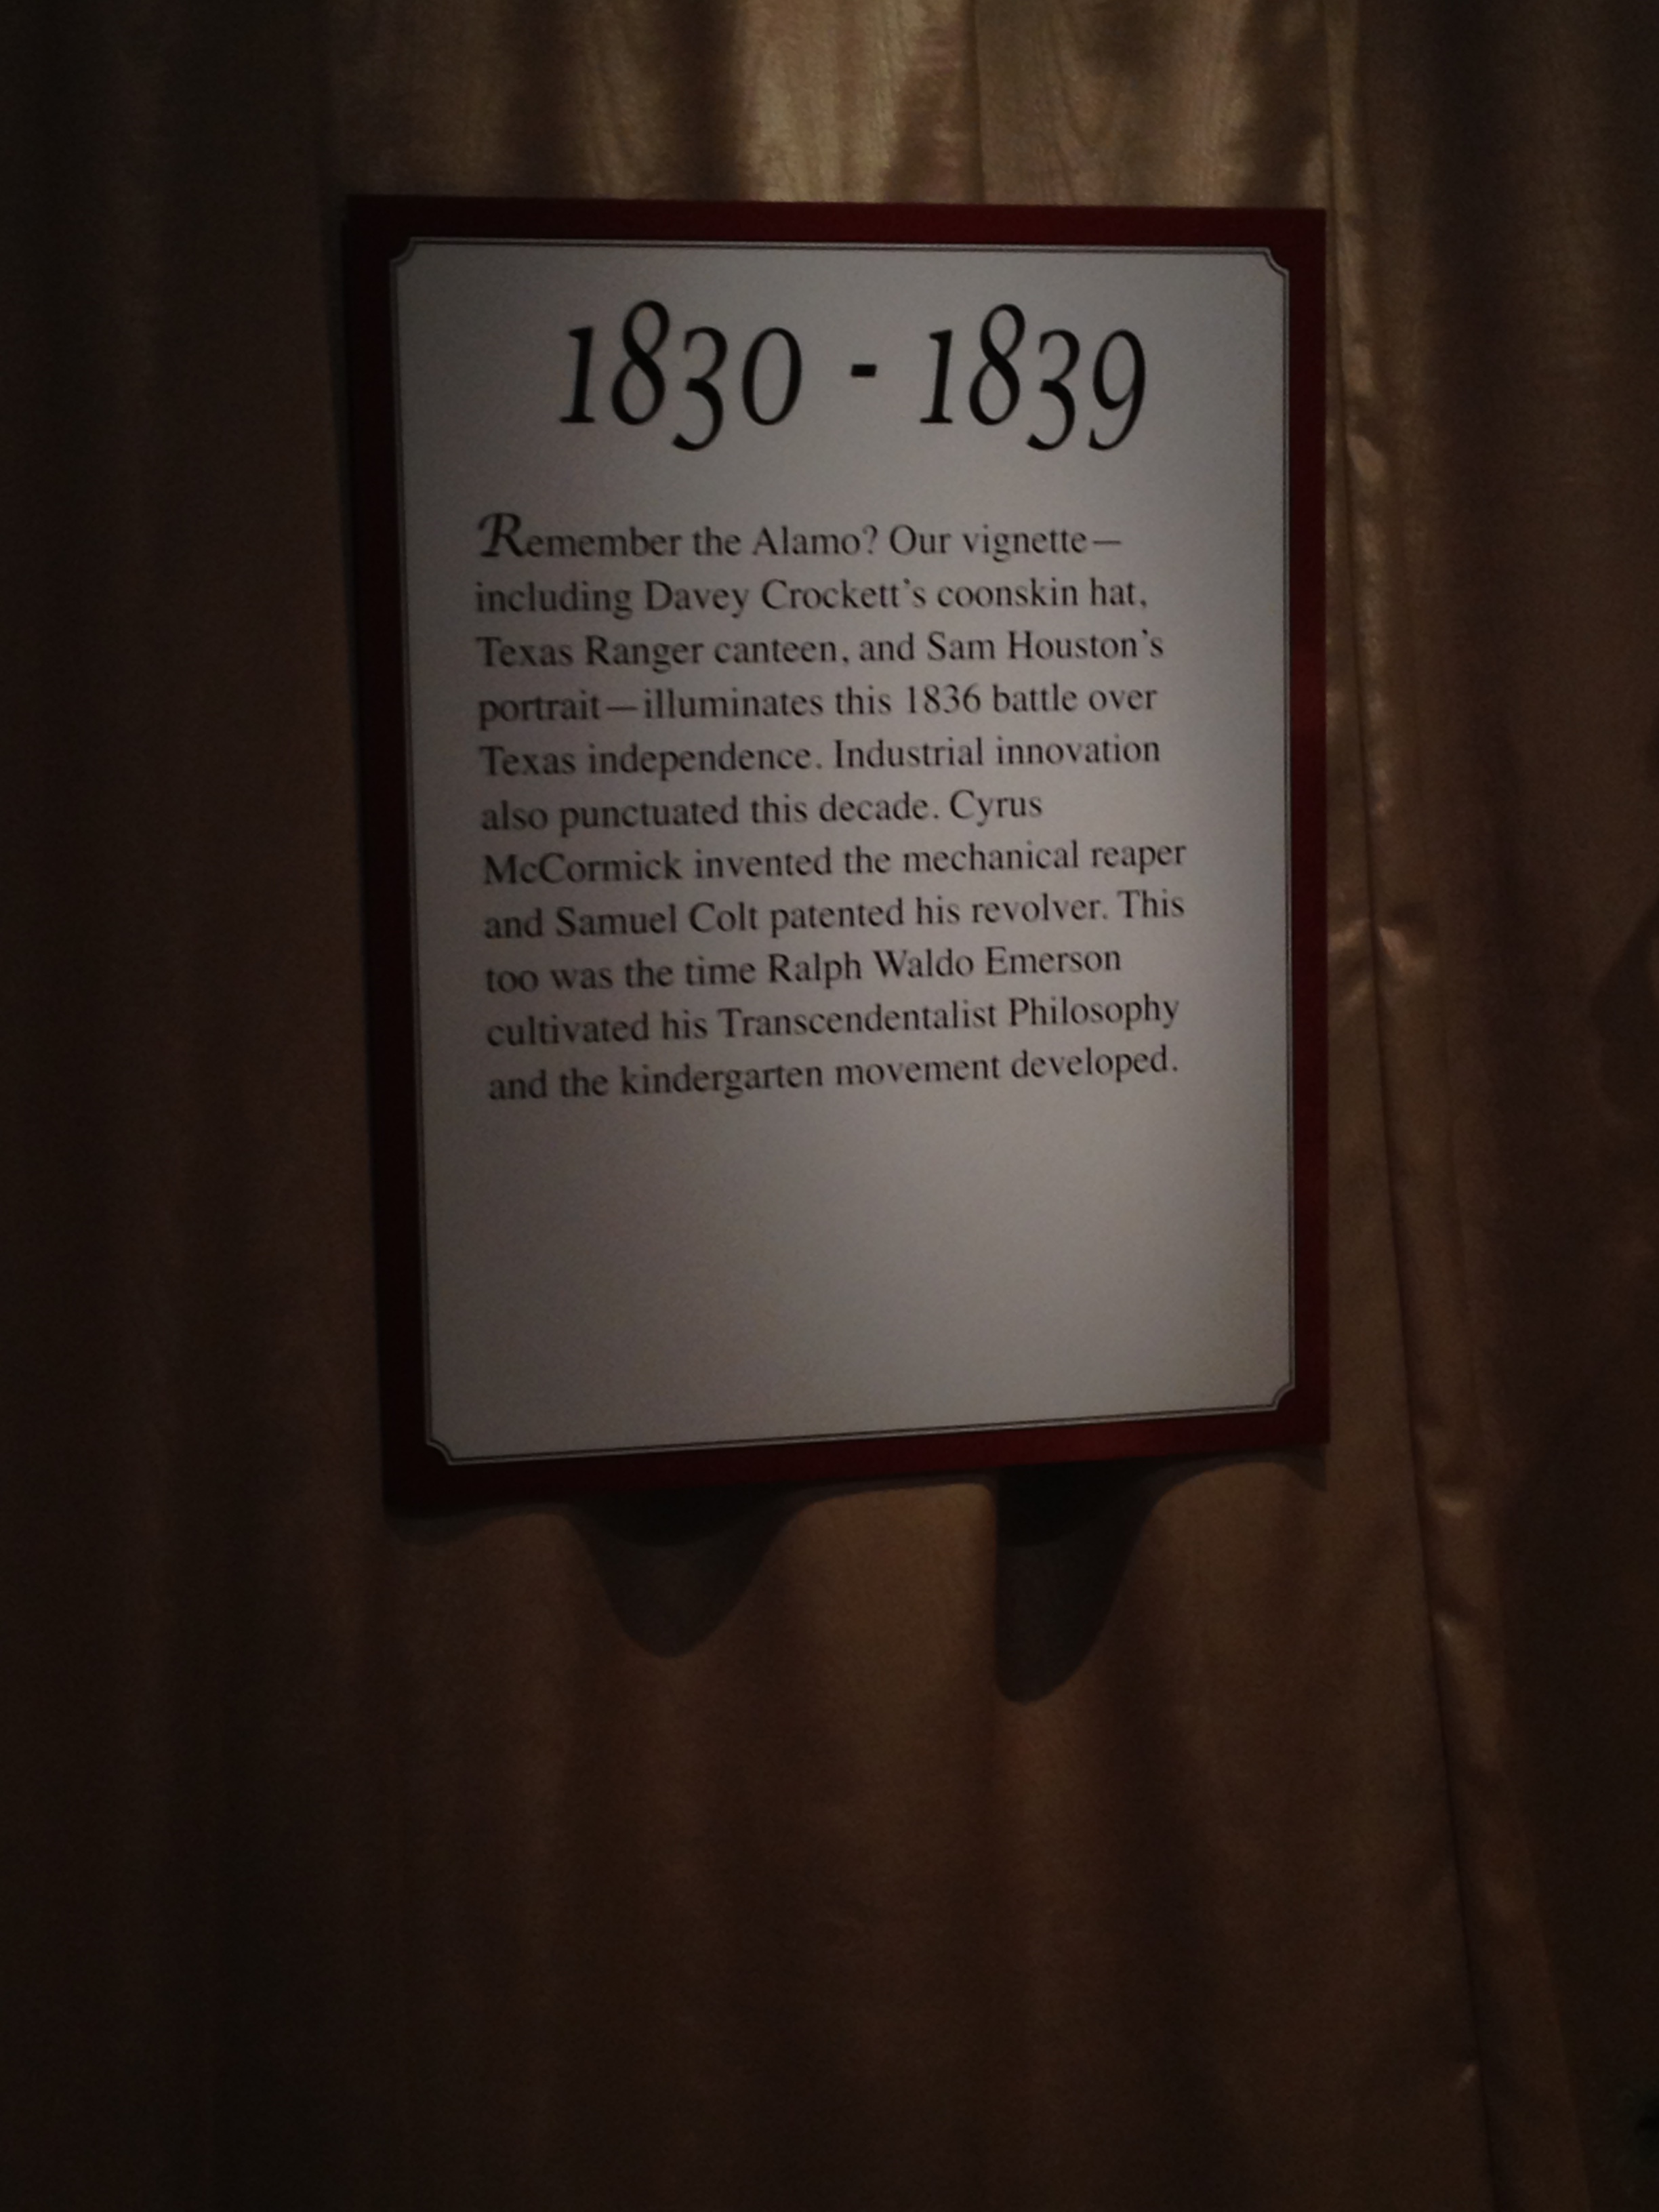 1830 - 1839
Remember the Alamo? Our vignette—
including Davey Crockett's coonskin hat,
Texas Ranger canteen, and Sam Houston's
portrait—illuminates this 1836 battle over
Texas independence. Industrial innovation
also punctuated this decade. Cyrus
McCormick invented the mechanical reaper
and Samuel Colt patented his revolver. This
too was the time Ralph Waldo Emerson
cultivated his Transcendentalist Philosophy
and the kindergarten movement developed.